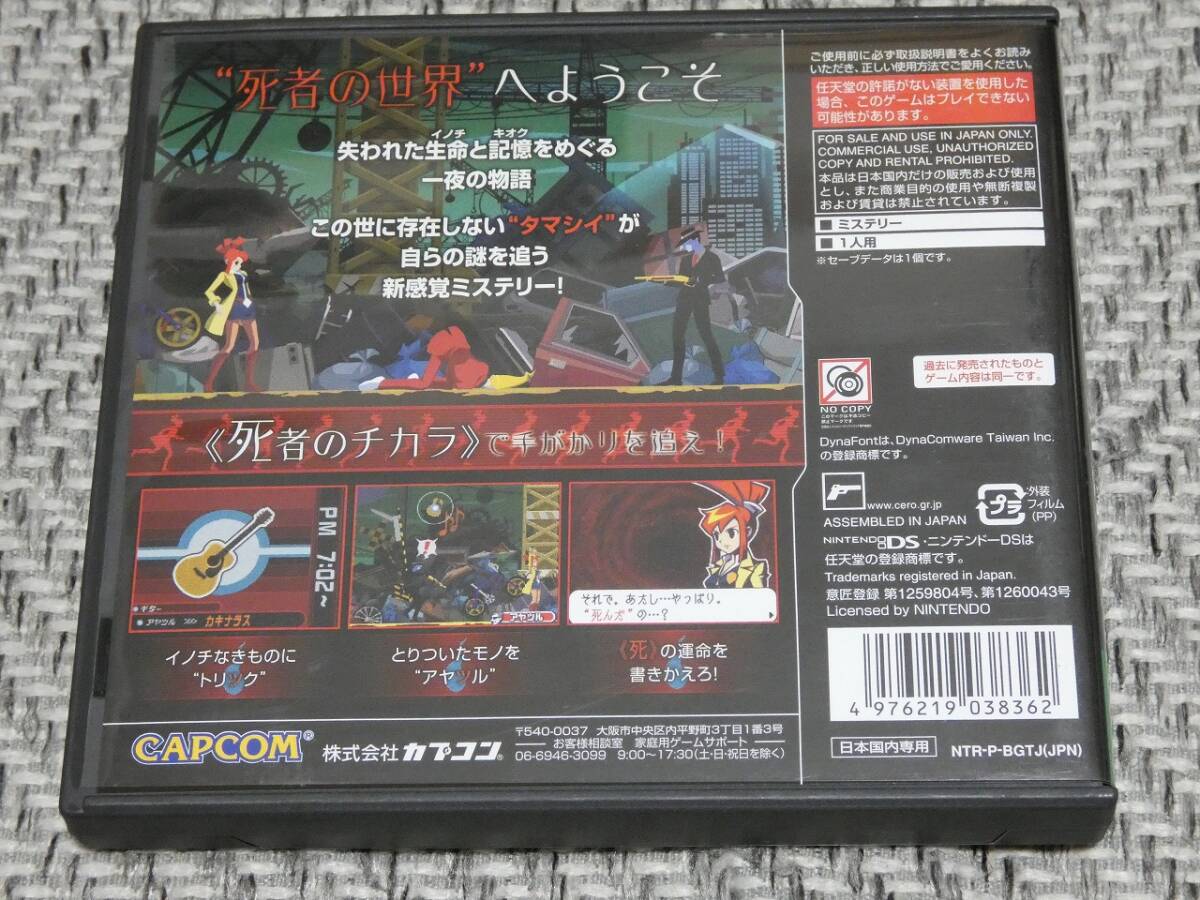 “死者の世界”へようこそ
イノチ キオク
失われた生命と記憶をめぐる
一夜の物語
この世に存在しない“タマシイ”が
自らの謎を追う
新感覚ミステリー!
《死者のチカラ》で手がかりを追え!
PM 7:02~
ギター
アヤツル >>> カキナラス
イノチなきものに
“トリツク”
アヤツル
とりついたモノを
“アヤツル”
それで。あたし…やっぱり。
“死んだ”の…?
《死》の運命を
書きかえろ!
CAPCOM®
株式会社カプコン®
〒540-0037 大阪市中央区内平野町3丁目1番3号
お客様相談室 家庭用ゲームサポート
06-6946-3099 9:00~17:30(土・日・祝日を除く)
ご使用前に必ず取扱説明書をよくお読み
いただき、正しい使用方法でご愛用ください。
任天堂の許諾がない装置を使用した
場合、このゲームはプレイできない
可能性があります。
FOR SALE AND USE IN JAPAN ONLY.
COMMERCIAL USE, UNAUTHORIZED
COPY AND RENTAL PROHIBITED.
本品は日本国内だけの販売および使用
とし、また商業目的の使用や無断複製
および賃貸は禁止されています。
■ ミステリー
■ 1人用
※セーブデータは1個です。
過去に発売されたものと
ゲーム内容は同一です。
NO COPY
DynaFontは、DynaComware Taiwan Inc.
の登録商標です。
www.cero.gr.jp
プラ
外装
フィルム
(PP)
ASSEMBLED IN JAPAN
NINTENDO DS・ニンテンドーDSは
任天堂の登録商標です。
Trademarks registered in Japan.
意匠登録 第1259804号、第1260043号
Licensed by NINTENDO
4 976219 038362
日本国内専用
NTR-P-BGTJ(JPN)